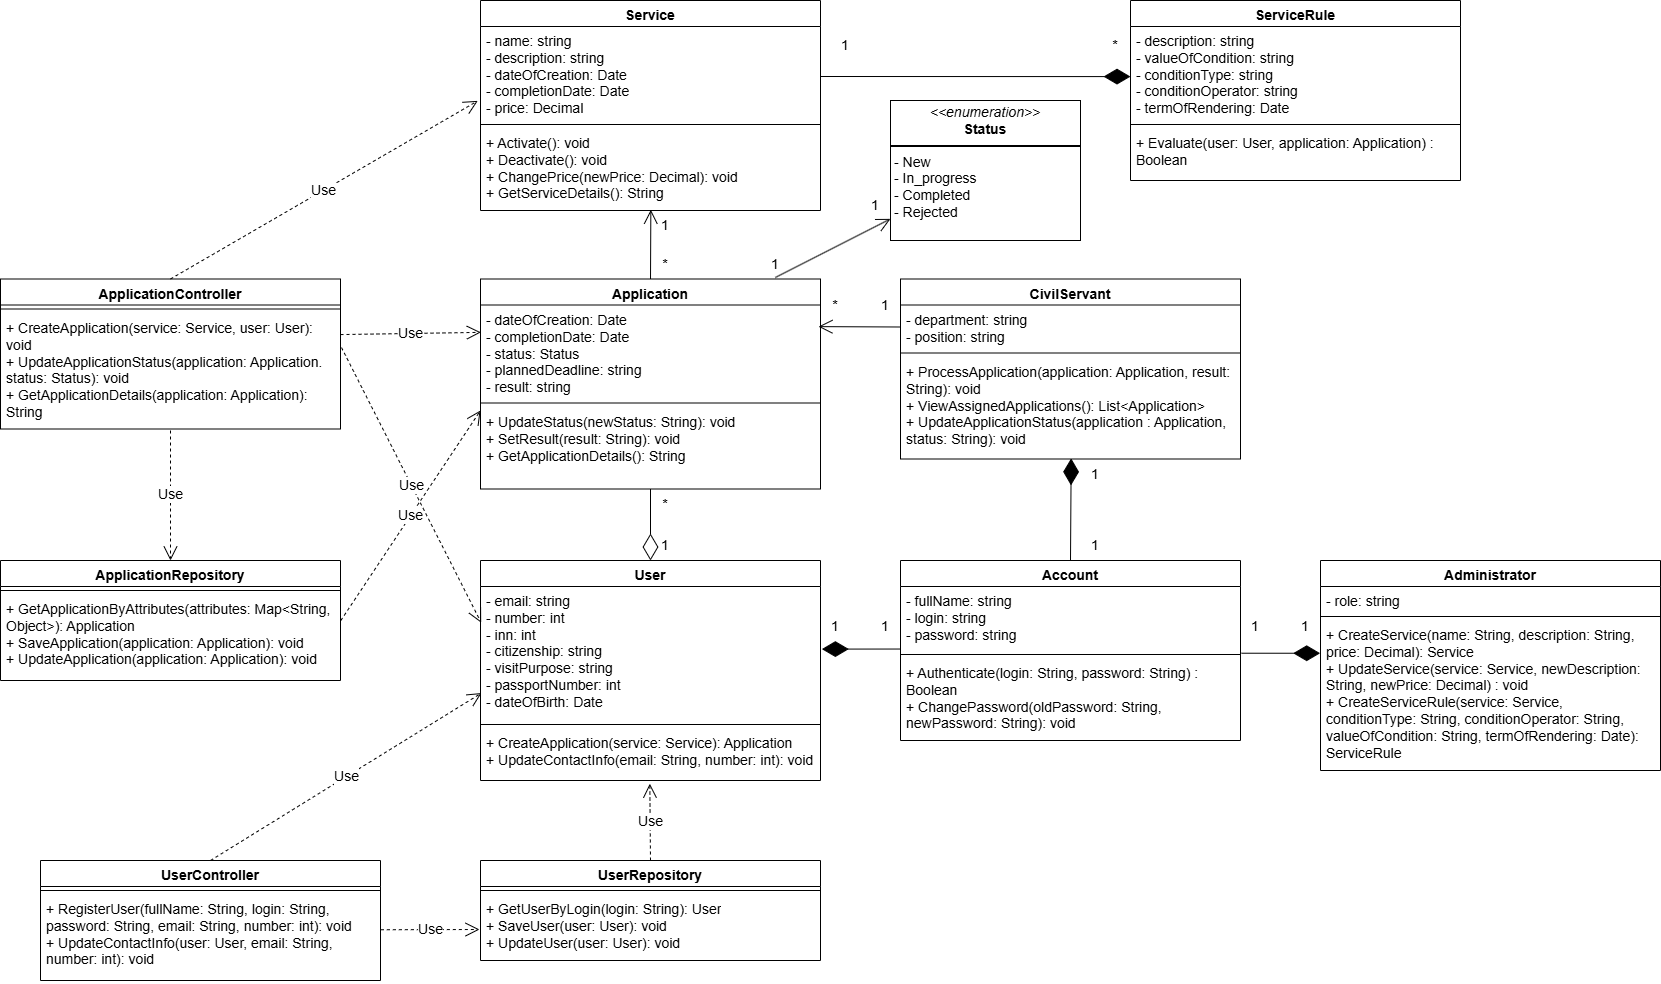 Service
- name: string
- description: string
- dateOfCreation: Date
- completionDate: Date
- price: Decimal
+ Activate(): void
+ Deactivate(): void
+ ChangePrice(newPrice: Decimal): void
+ GetServiceDetails(): String
1
*
ServiceRule
- description: string
- valueOfCondition: string
- conditionType: string
- conditionOperator: string
- termOfRendering: Date
+ Evaluate(user: User, application: Application) :
Boolean
<<enumeration>>
Status
- New
- In_progress
- Completed
- Rejected
Use
1
*
1
1
ApplicationController
+ CreateApplication(service: Service, user: User):
void
+ UpdateApplicationStatus(application: Application.
status: Status): void
+ GetApplicationDetails(application: Application):
String
Use
Application
- dateOfCreation: Date
- completionDate: Date
- status: Status
- plannedDeadline: string
- result: string
+ UpdateStatus(newStatus: String): void
+ SetResult(result: String): void
+ GetApplicationDetails(): String
*
1
CivilServant
- department: string
- position: string
+ ProcessApplication(application: Application, result:
String): void
+ ViewAssignedApplications(): List<Application>
+ UpdateApplicationStatus(application : Application,
status: String): void
Use
Use
Use
*
1
1
1
ApplicationRepository
+ GetApplicationByAttributes(attributes: Map<String,
Object>): Application
+ SaveApplication(application: Application): void
+ UpdateApplication(application: Application): void
User
- email: string
- number: int
- inn: int
- citizenship: string
- visitPurpose: string
- passportNumber: int
- dateOfBirth: Date
+ CreateApplication(service: Service): Application
+ UpdateContactInfo(email: String, number: int): void
1
1
Account
- fullName: string
- login: string
- password: string
+ Authenticate(login: String, password: String) :
Boolean
+ ChangePassword(oldPassword: String,
newPassword: String): void
1
1
Administrator
- role: string
+ CreateService(name: String, description: String,
price: Decimal): Service
+ UpdateService(service: Service, newDescription:
String, newPrice: Decimal) : void
+ CreateServiceRule(service: Service,
conditionType: String, conditionOperator: String,
valueOfCondition: String, termOfRendering: Date):
ServiceRule
Use
Use
UserController
+ RegisterUser(fullName: String, login: String,
password: String, email: String, number: int): void
+ UpdateContactInfo(user: User, email: String,
number: int): void
Use
UserRepository
+ GetUserByLogin(login: String): User
+ SaveUser(user: User): void
+ UpdateUser(user: User): void